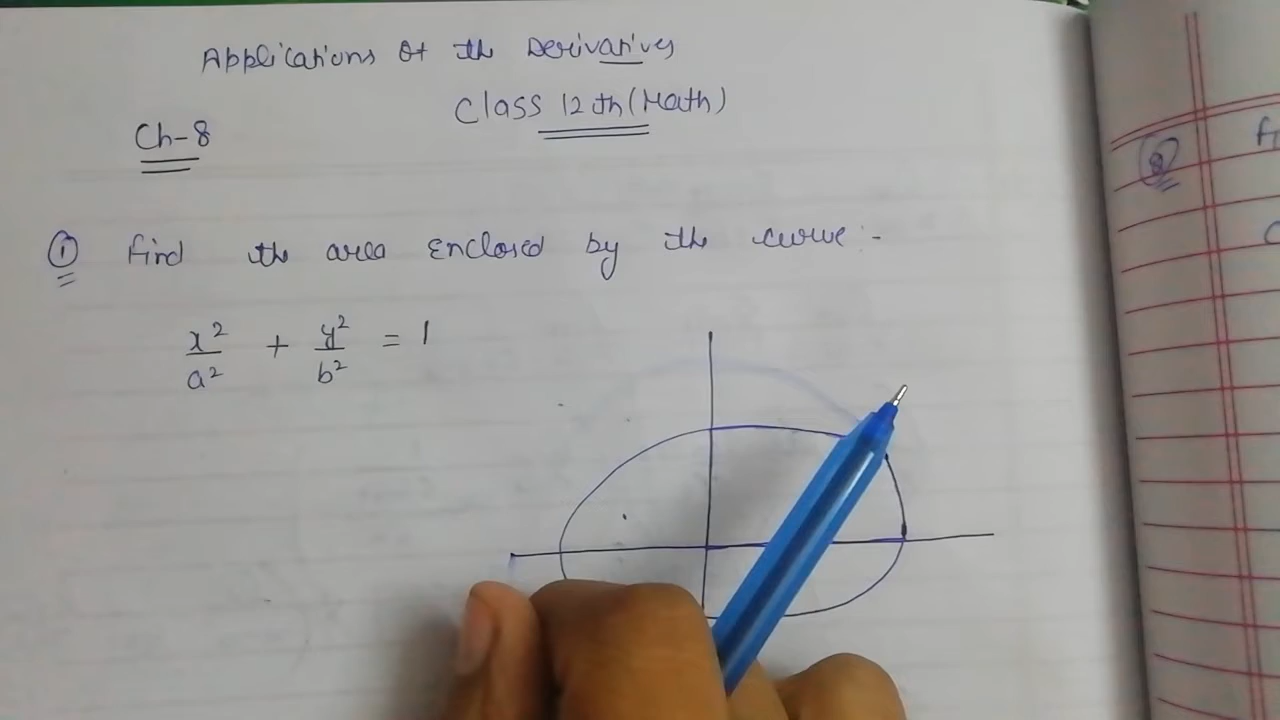 Applications Of the Derivatives
Class 12th (Math)
Ch-8
① find the area Enclosed by the curve :-
x²/a² + y²/b² = 1
8